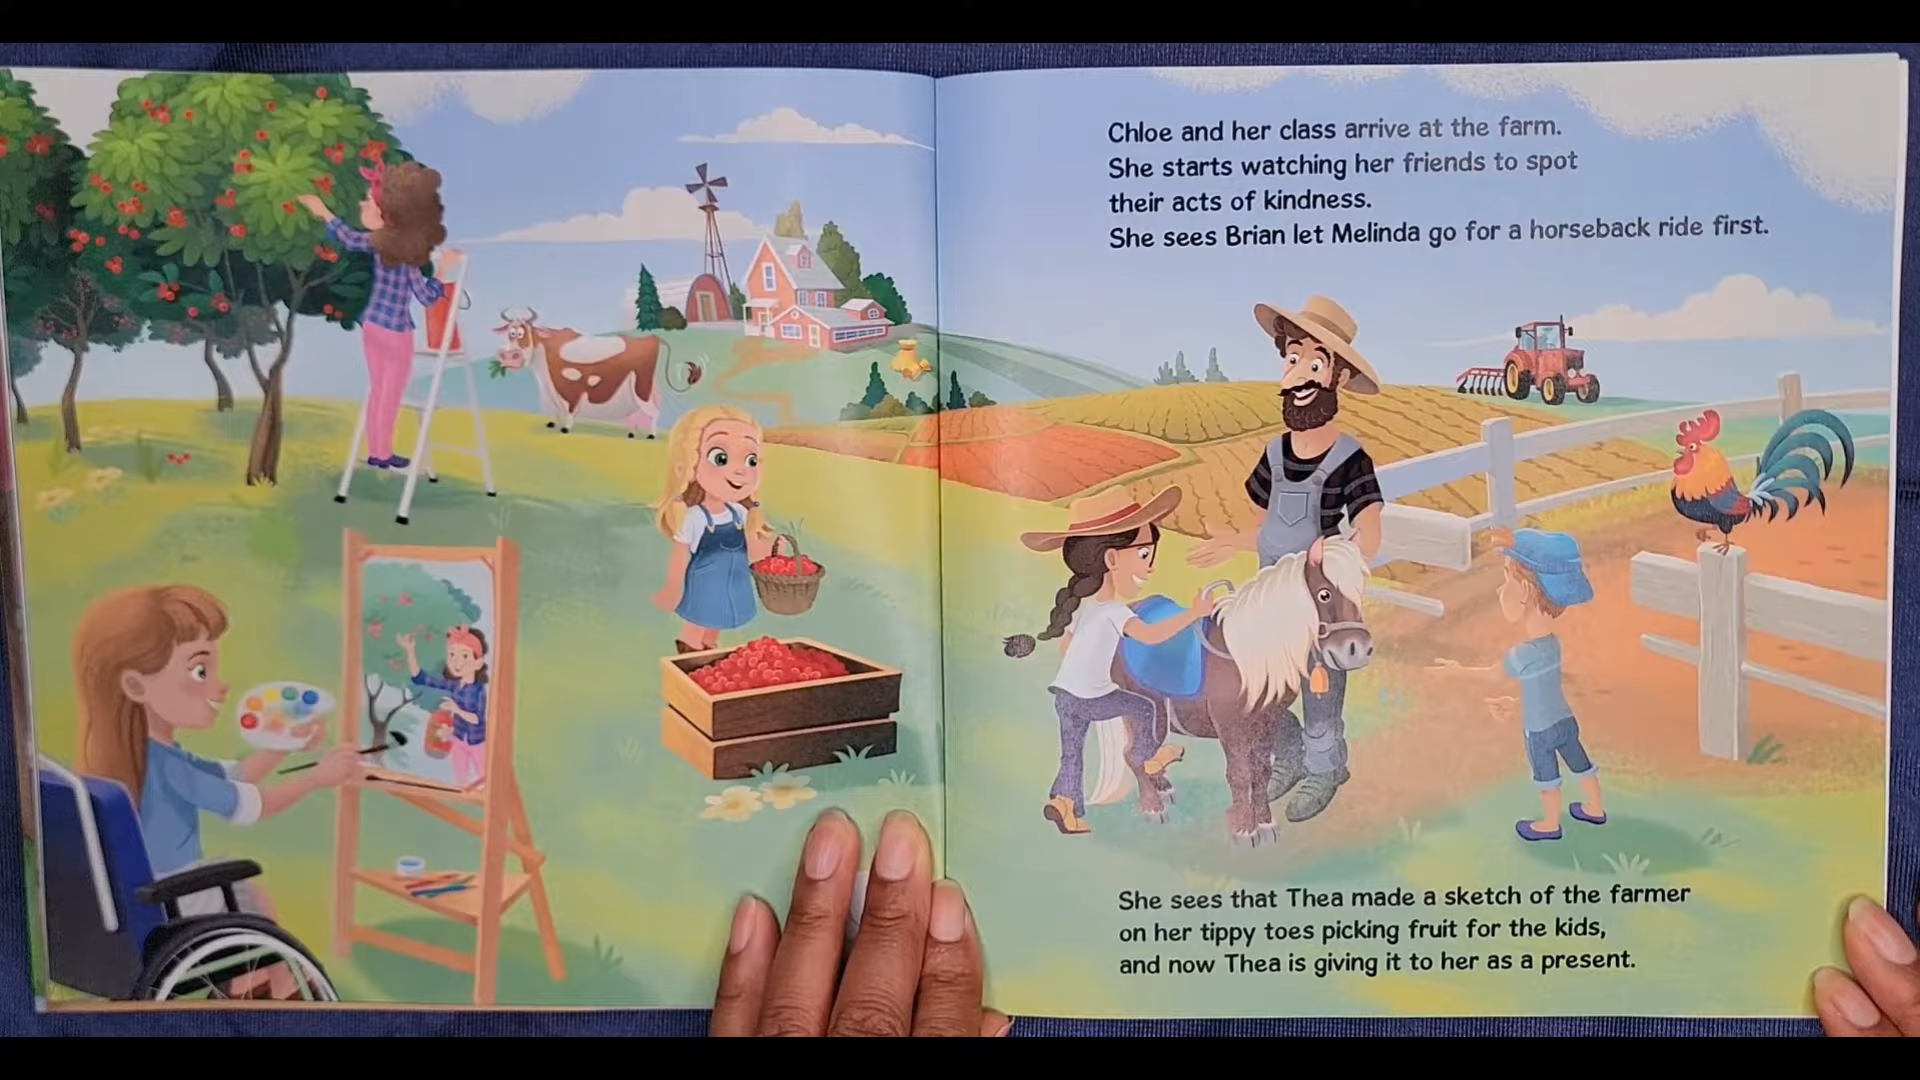 Chloe and her class arrive at the farm.
She starts watching her friends to spot
their acts of kindness.
She sees Brian let Melinda go for a horseback ride first.
She sees that Thea made a sketch of the farmer
on her tippy toes picking fruit for the kids,
and now Thea is giving it to her as a present.